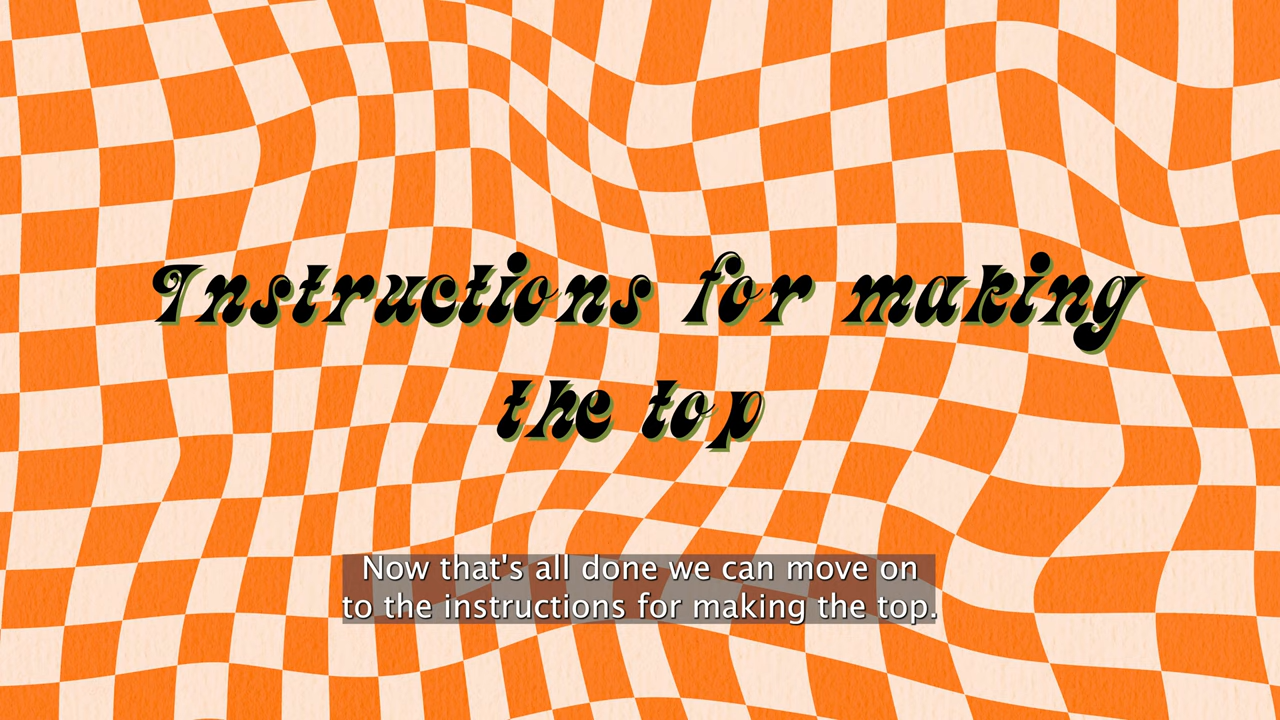 Instructions for making
the top
Now that's all done we can move on
to the instructions for making the top.